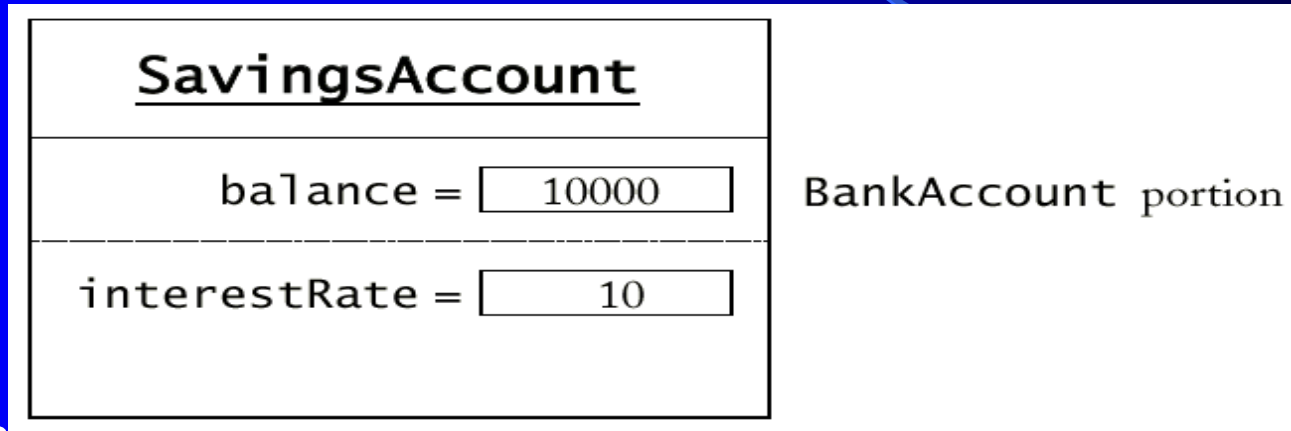 SavingsAccount
balance = 10000 BankAccount portion
interestRate = 10